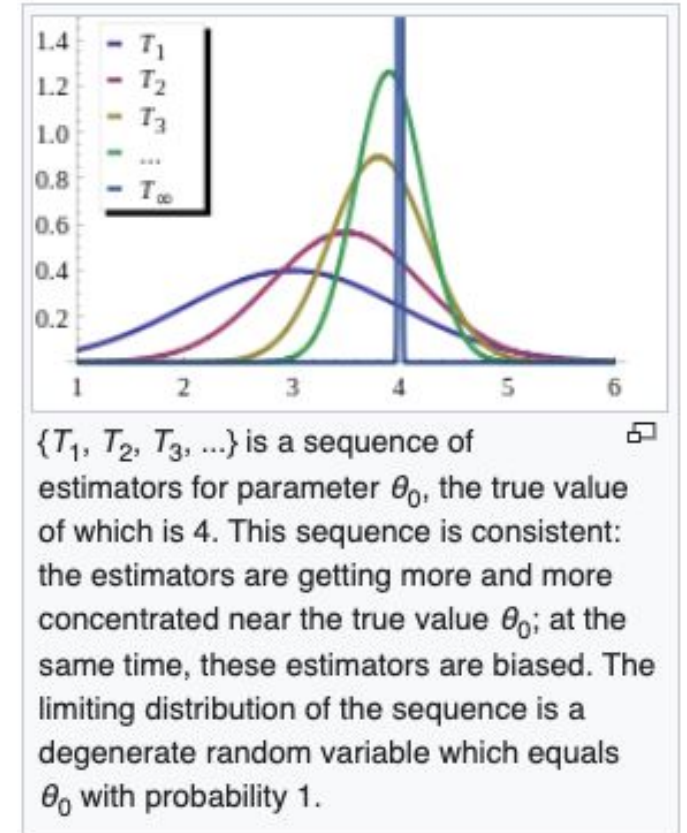 1.4
1.2
1.0
0.8
0.6
0.4
0.2
T₁
T₂
T₃
...
T∞
1 2 3 4 5 6
{T₁, T₂, T₃, ...} is a sequence of
estimators for parameter θ₀, the true value
of which is 4. This sequence is consistent:
the estimators are getting more and more
concentrated near the true value θ₀; at the
same time, these estimators are biased. The
limiting distribution of the sequence is a
degenerate random variable which equals
θ₀ with probability 1.